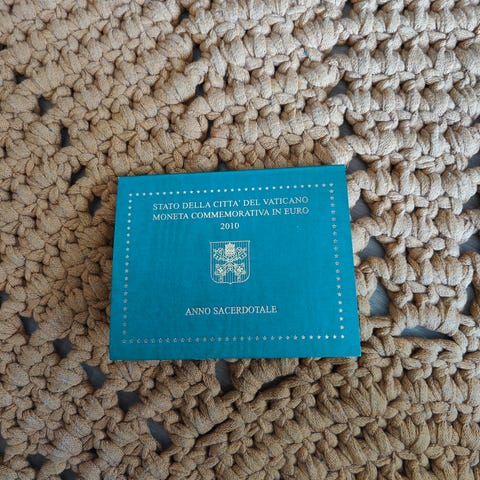 STATO DELLA CITTA' DEL VATICANO
MONETA COMMEMORATIVA IN EURO
2010
ANNO SACERDOTALE